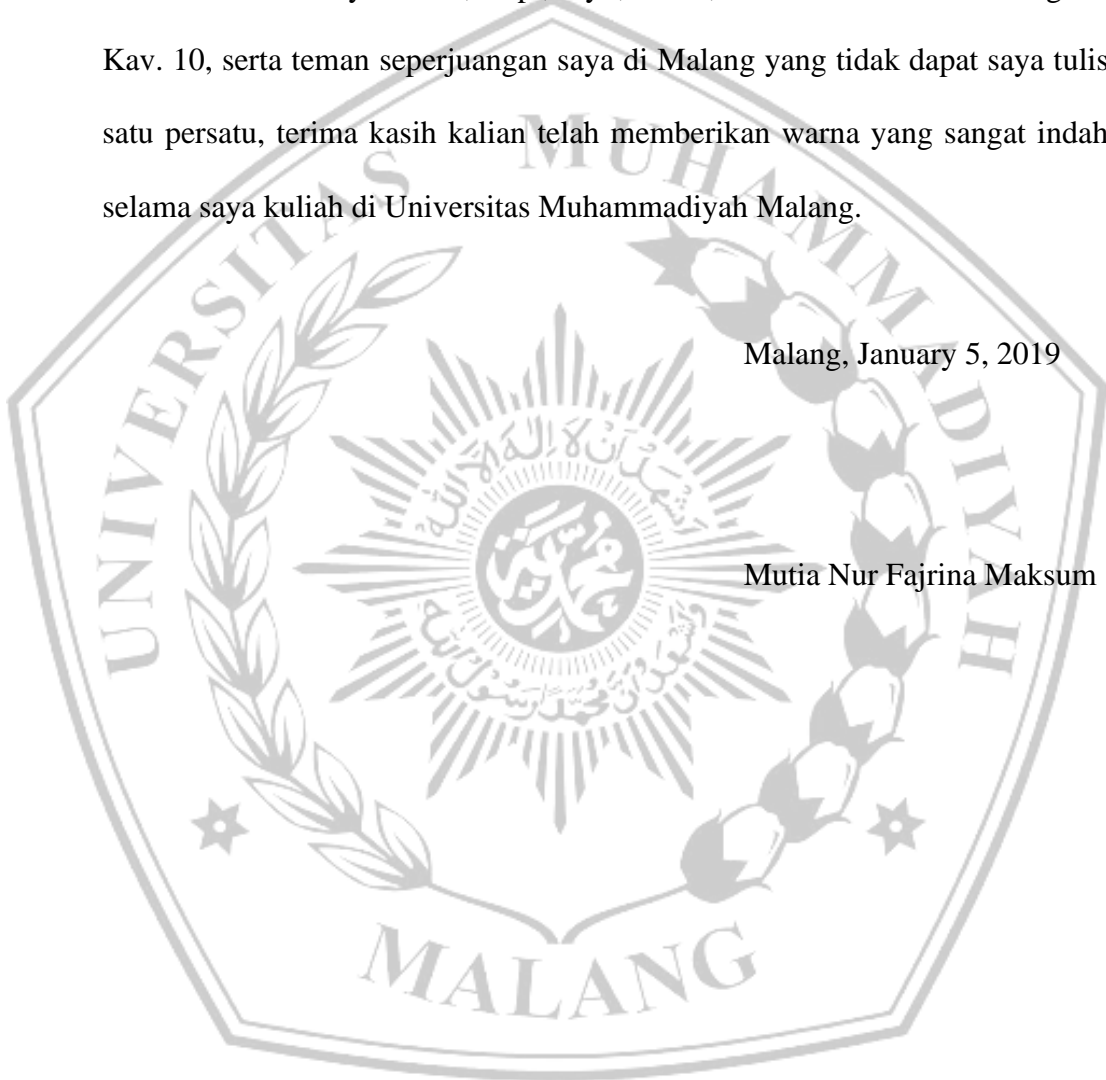 Kav. 10, serta teman seperjuangan saya di Malang yang tidak dapat saya tulis
satu persatu, terima kasih kalian telah memberikan warna yang sangat indah
selama saya kuliah di Universitas Muhammadiyah Malang.
Malang, January 5, 2019
Mutia Nur Fajrina Maksum
UNIVERSITAS MUHAMMADIYAH
MALANG